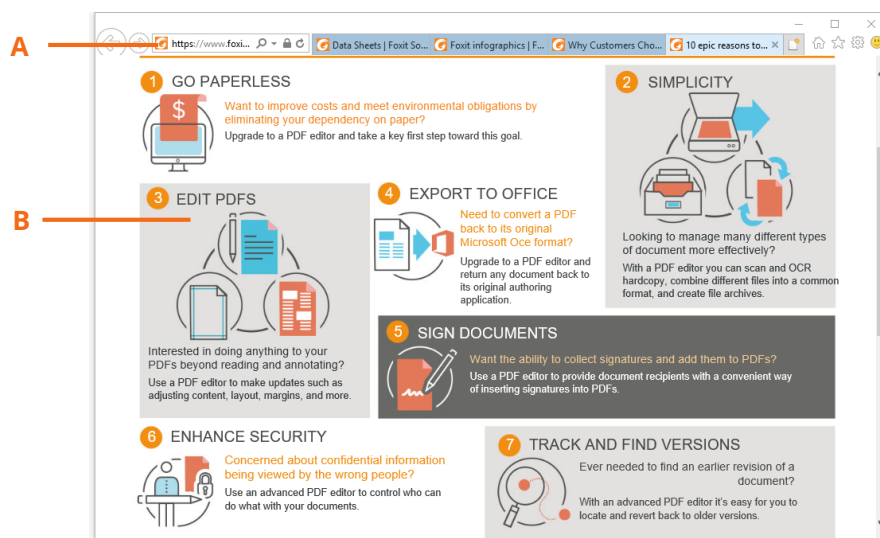 A
https://www.foxi...
Data Sheets | Foxit So...
Foxit infographics | F...
Why Customers Cho...
10 epic reasons to...
1 GO PAPERLESS
$
Want to improve costs and meet environmental obligations by
eliminating your dependency on paper?
Upgrade to a PDF editor and take a key first step toward this goal.
2 SIMPLICITY
Looking to manage many different types
of document more effectively?
With a PDF editor you can scan and OCR
hardcopy, combine different files into a common
format, and create file archives.
B
3 EDIT PDFS
Interested in doing anything to your
PDFs beyond reading and annotating?
Use a PDF editor to make updates such as
adjusting content, layout, margins, and more.
4 EXPORT TO OFFICE
Need to convert a PDF
back to its original
Microsoft Oce format?
Upgrade to a PDF editor and
return any document back to
its original authoring
application.
5 SIGN DOCUMENTS
Want the ability to collect signatures and add them to PDFs?
Use a PDF editor to provide document recipients with a convenient way
of inserting signatures into PDFs.
6 ENHANCE SECURITY
Concerned about confidential information
being viewed by the wrong people?
Use an advanced PDF editor to control who can
do what with your documents.
7 TRACK AND FIND VERSIONS
Ever needed to find an earlier revision of a
document?
With an advanced PDF editor it's easy for you to
locate and revert back to older versions.